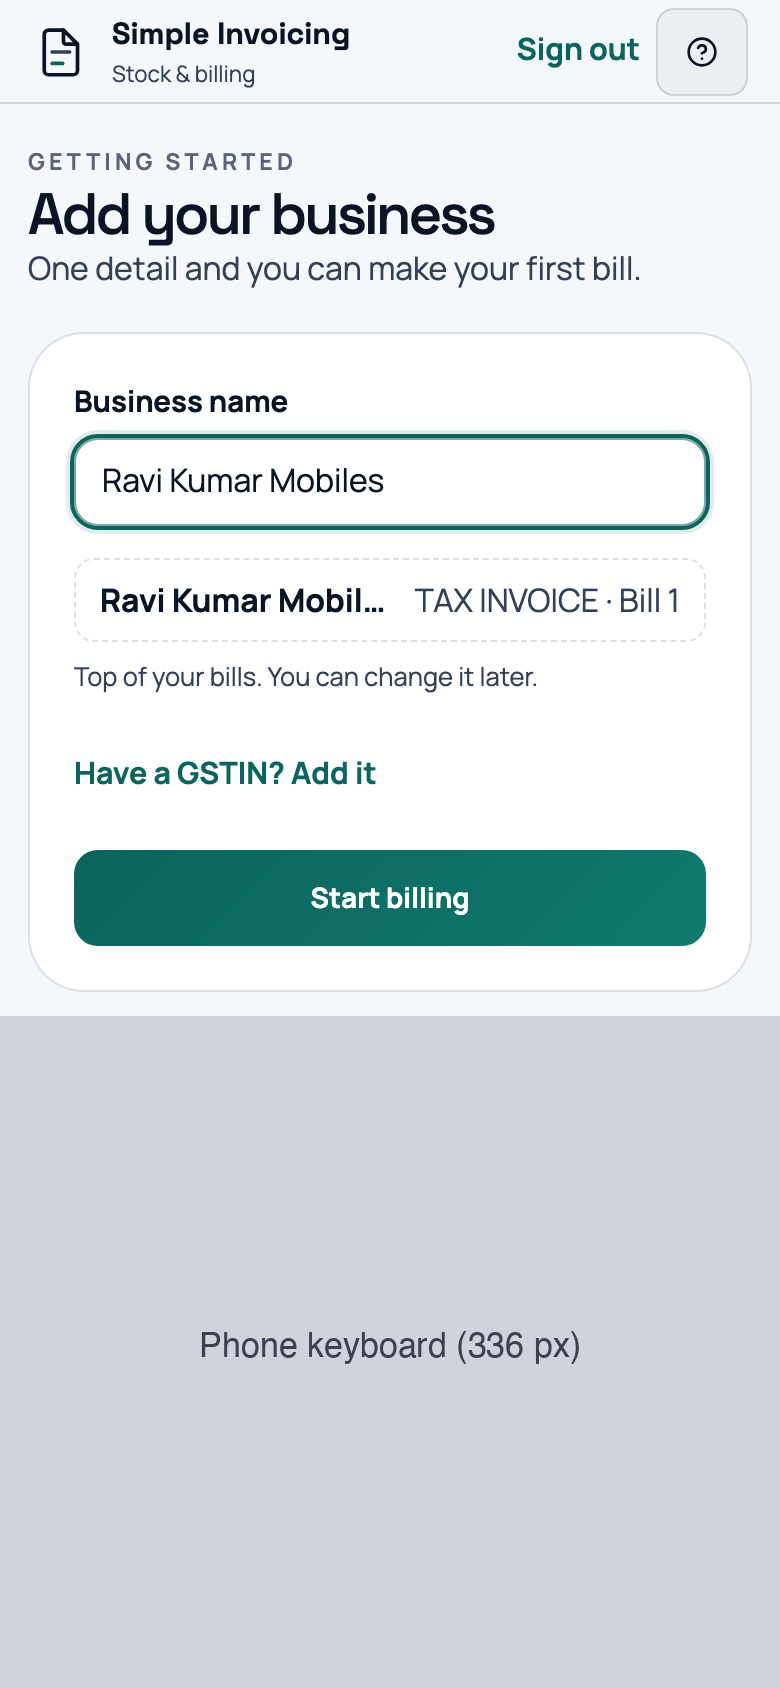 Simple Invoicing
Stock & billing
Sign out
GETTING STARTED
Add your business
One detail and you can make your first bill.
Business name
Ravi Kumar Mobiles
Ravi Kumar Mobil... TAX INVOICE · Bill 1
Top of your bills. You can change it later.
Have a GSTIN? Add it
Start billing
Phone keyboard (336 px)